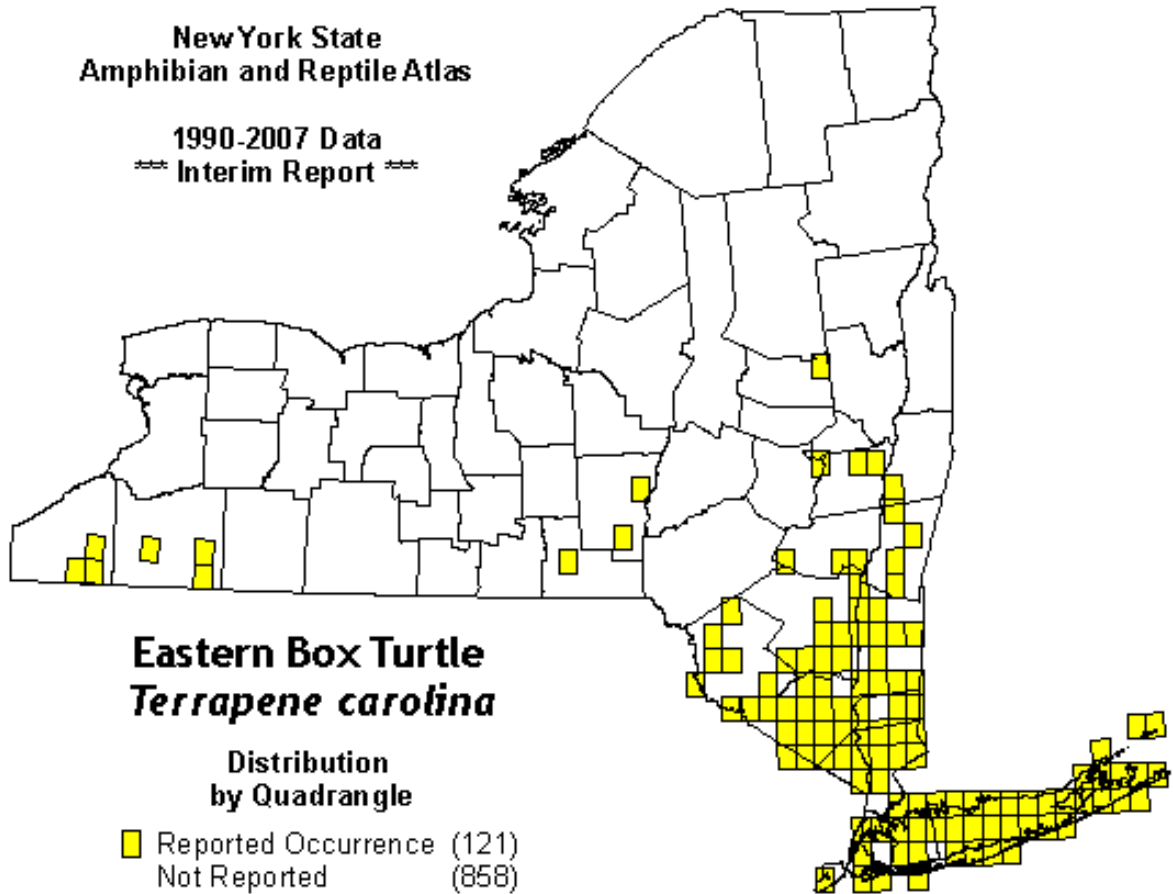 New York State
Amphibian and Reptile Atlas
1990-2007 Data
*** Interim Report ***
Eastern Box Turtle
Terrapene carolina
Distribution
by Quadrangle
Reported Occurrence (121)
Not Reported (858)